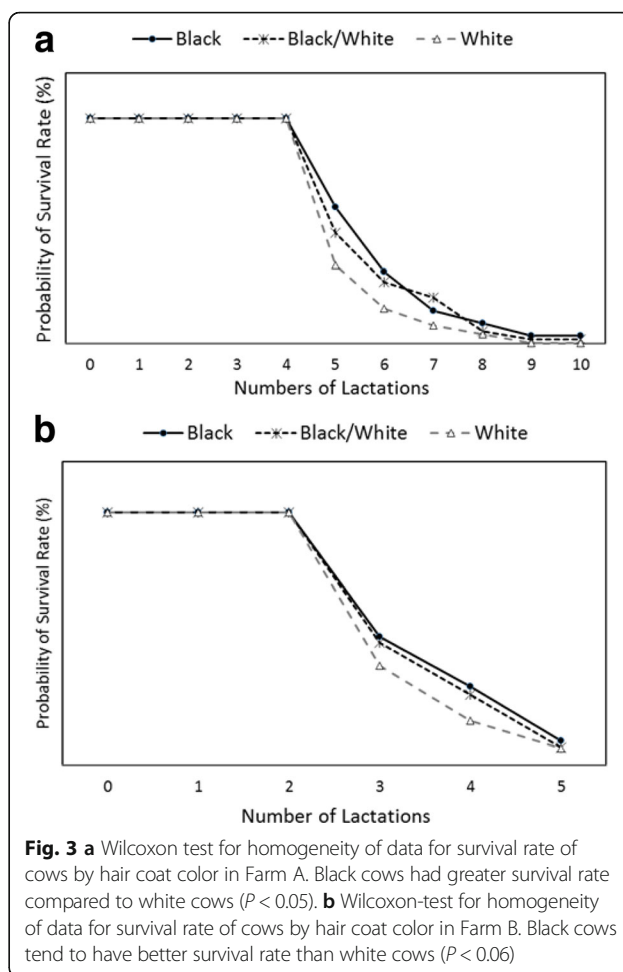 a
Black Black/White White
Probability of Survival Rate (%)
0 1 2 3 4 5 6 7 8 9 10
Numbers of Lactations
b
Black Black/White White
Probability of Survival Rate (%)
0 1 2 3 4 5
Number of Lactations
Fig. 3 a Wilcoxon test for homogeneity of data for survival rate of
cows by hair coat color in Farm A. Black cows had greater survival rate
compared to white cows (P < 0.05). b Wilcoxon-test for homogeneity
of data for survival rate of cows by hair coat color in Farm B. Black cows
tend to have better survival rate than white cows (P < 0.06)